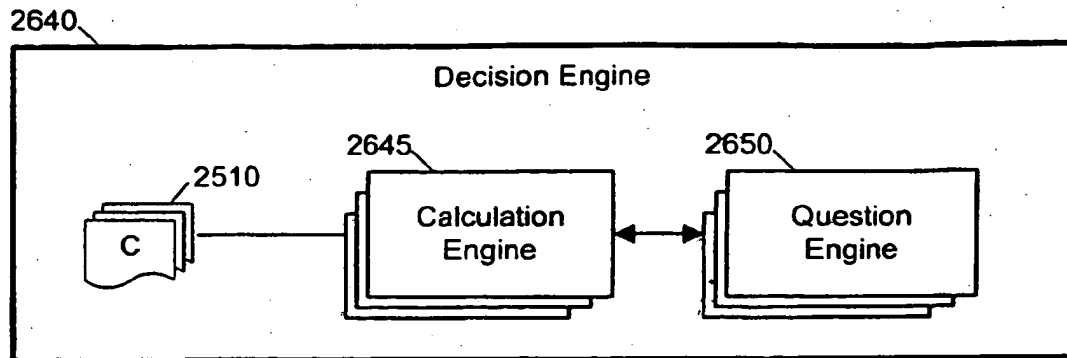 2640
Decision Engine
2645
2650
2510
Calculation
Engine
Question
Engine
C